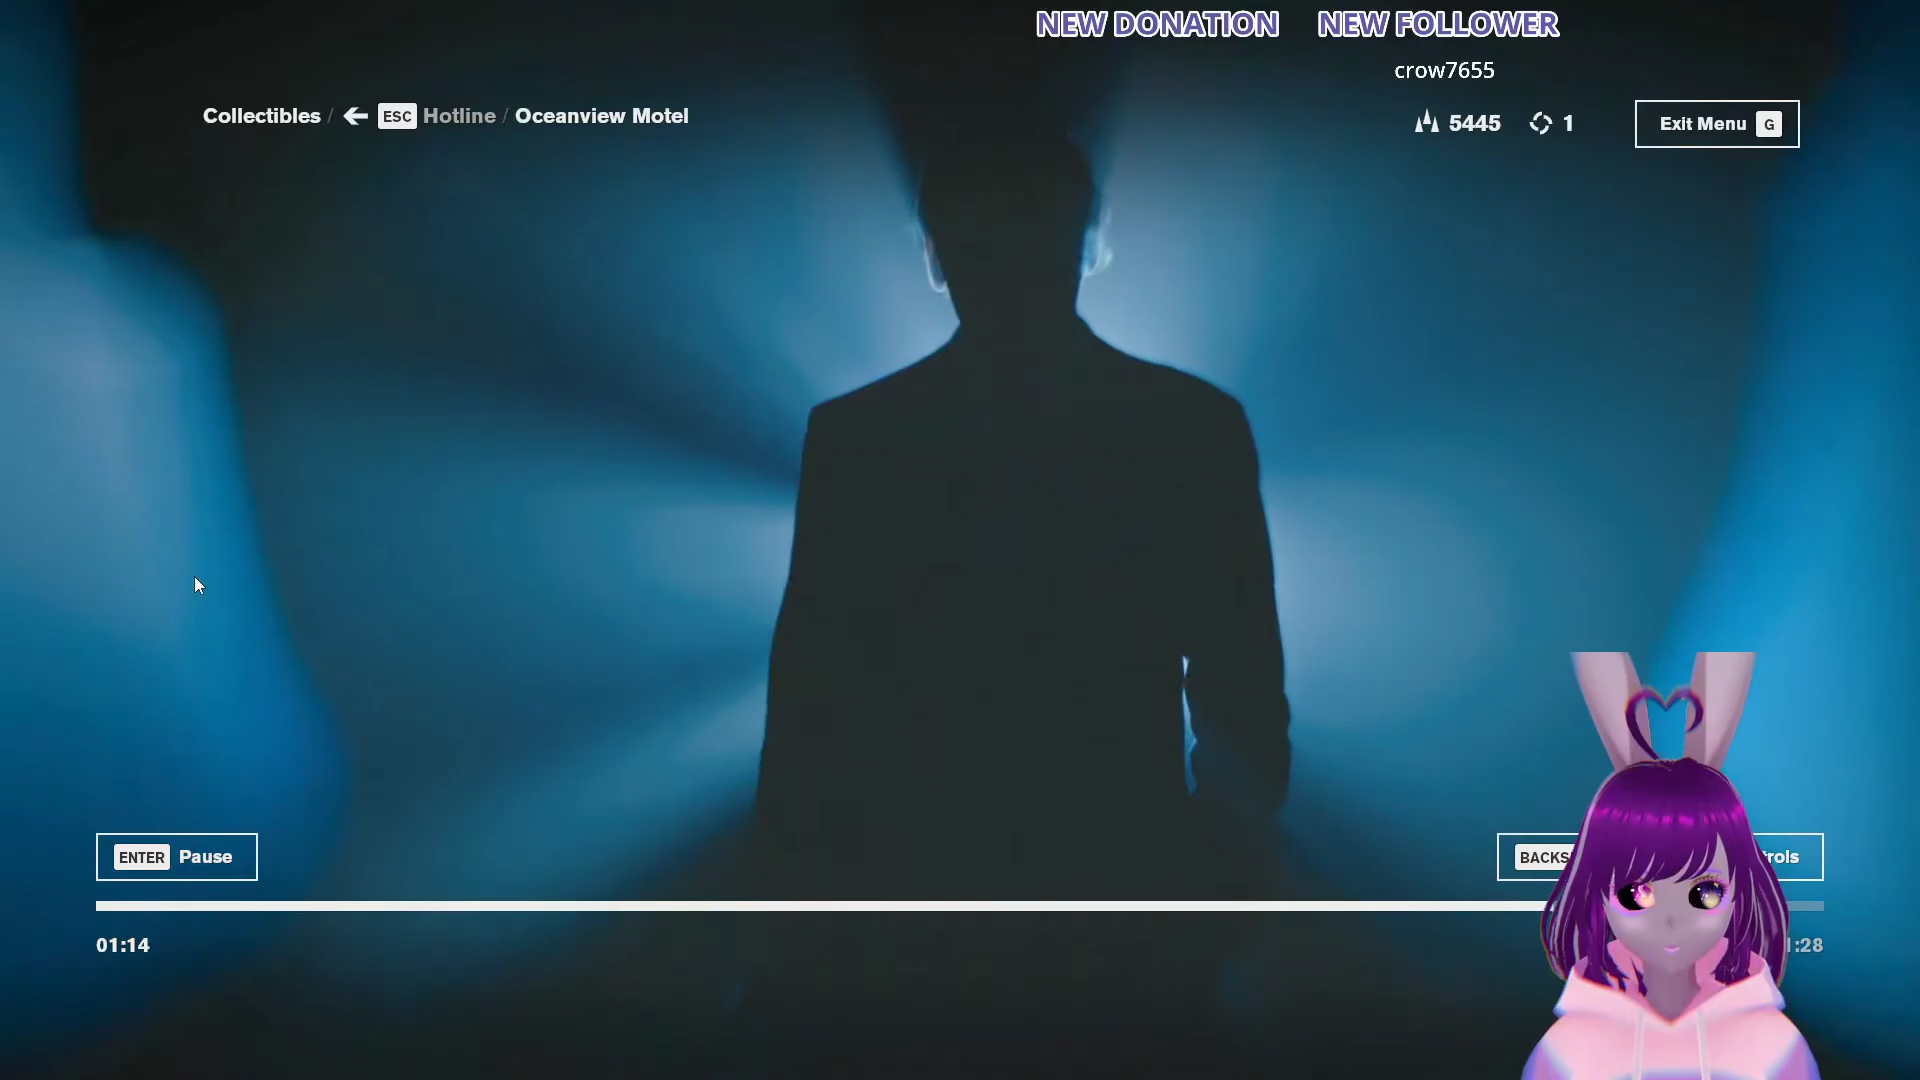 NEW DONATION NEW FOLLOWER
crow7655
Collectibles / ESC Hotline / Oceanview Motel
5445 1
Exit Menu G
ENTER Pause
01:14